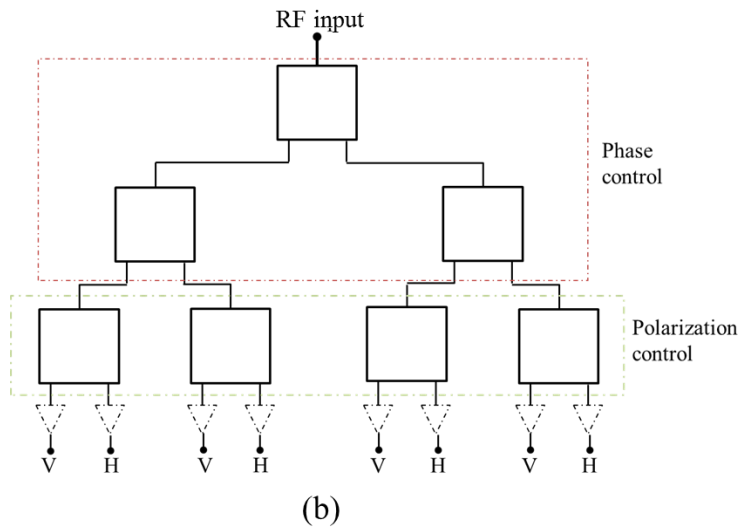 RF input
Phase
control
Polarization
control
V H V H V H V H
(b)